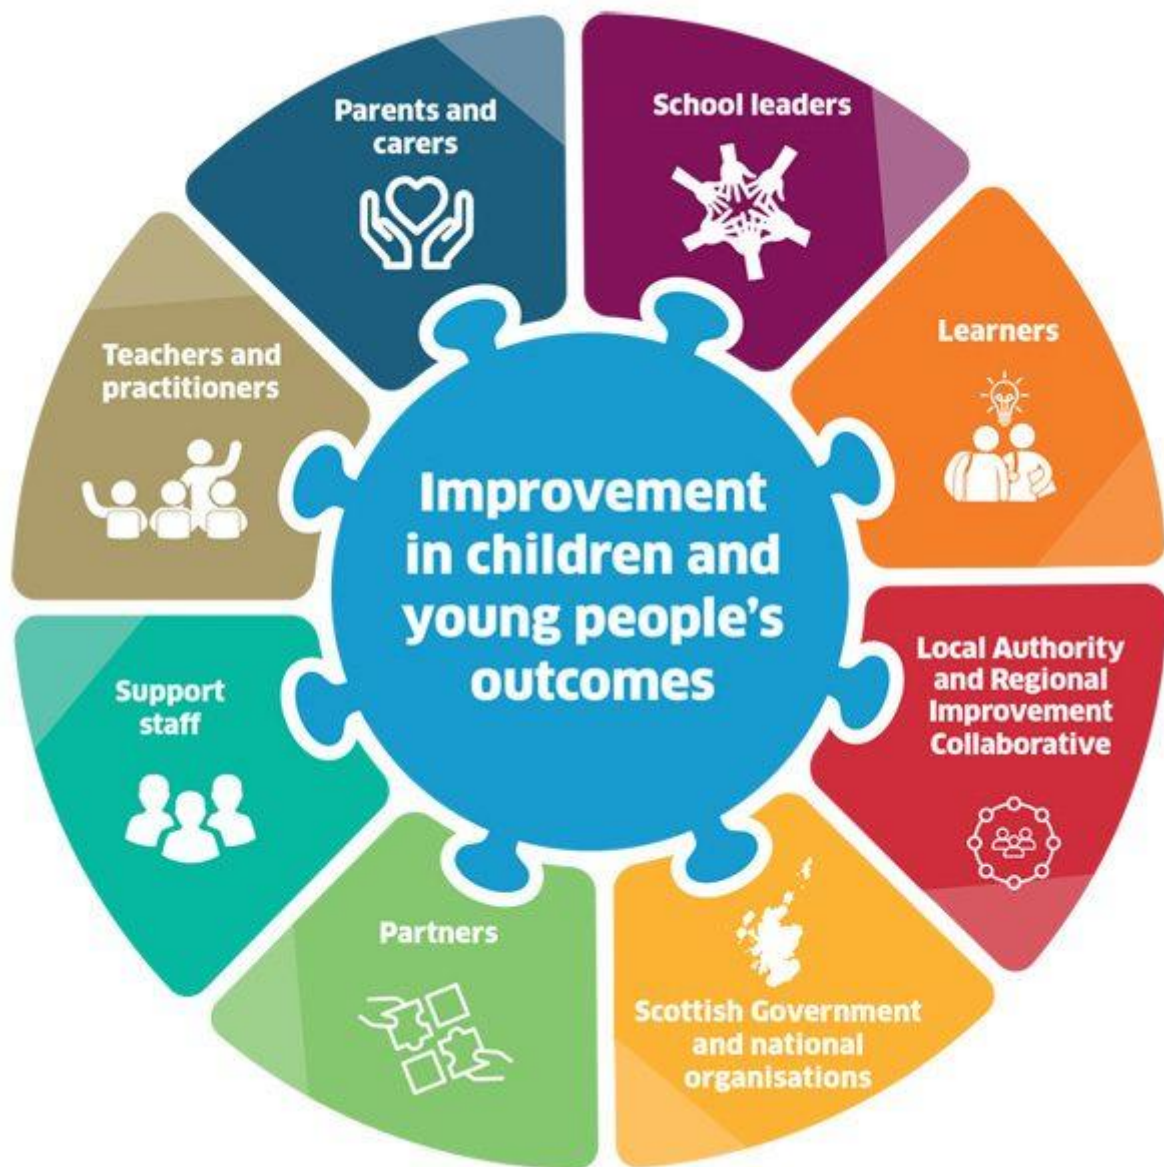 Parents and
carers
School leaders
Learners
Local Authority
and Regional
Improvement
Collaborative
Scottish Government
and national
organisations
Partners
Support
staff
Teachers and
practitioners
Improvement
in children and
young people’s
outcomes